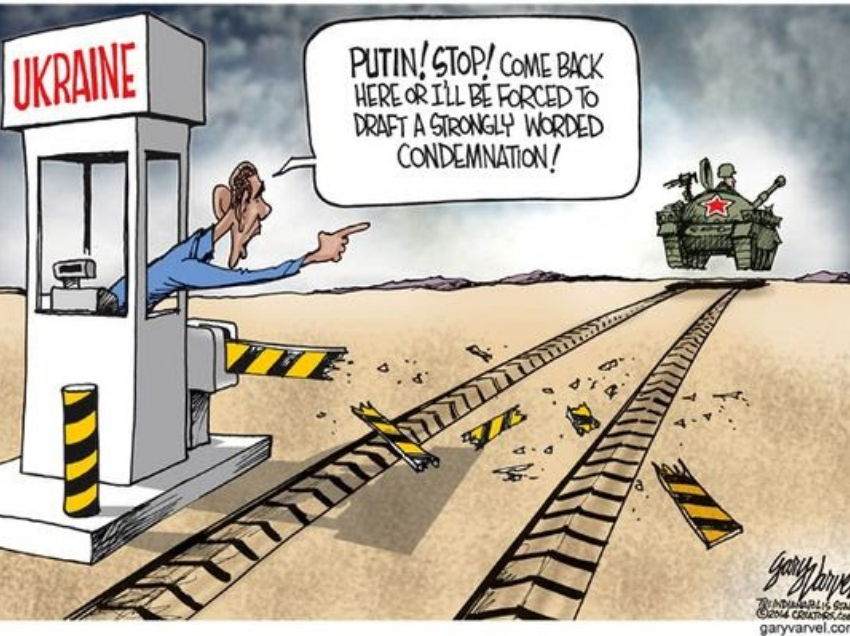 UKRAINE
PUTIN! STOP! COME BACK
HERE OR I'LL BE FORCED TO
DRAFT A STRONGLY WORDED
CONDEMNATION!
Gary Varvel
INDIANAPOLIS STAR
©2014 CREATORS.COM
garyvarvel.com